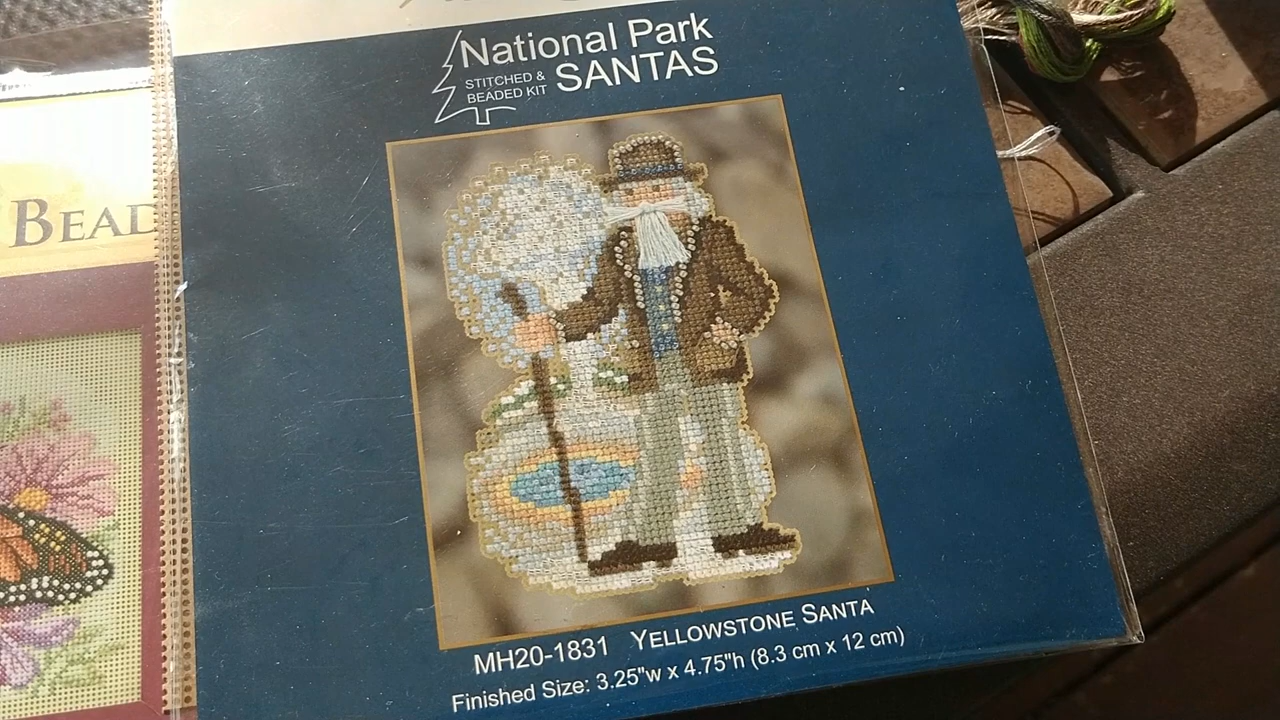 National Park
STITCHED &
BEADED KIT
SANTAS
BEAD
MH20-1831 YELLOWSTONE SANTA
Finished Size: 3.25"w x 4.75"h (8.3 cm x 12 cm)